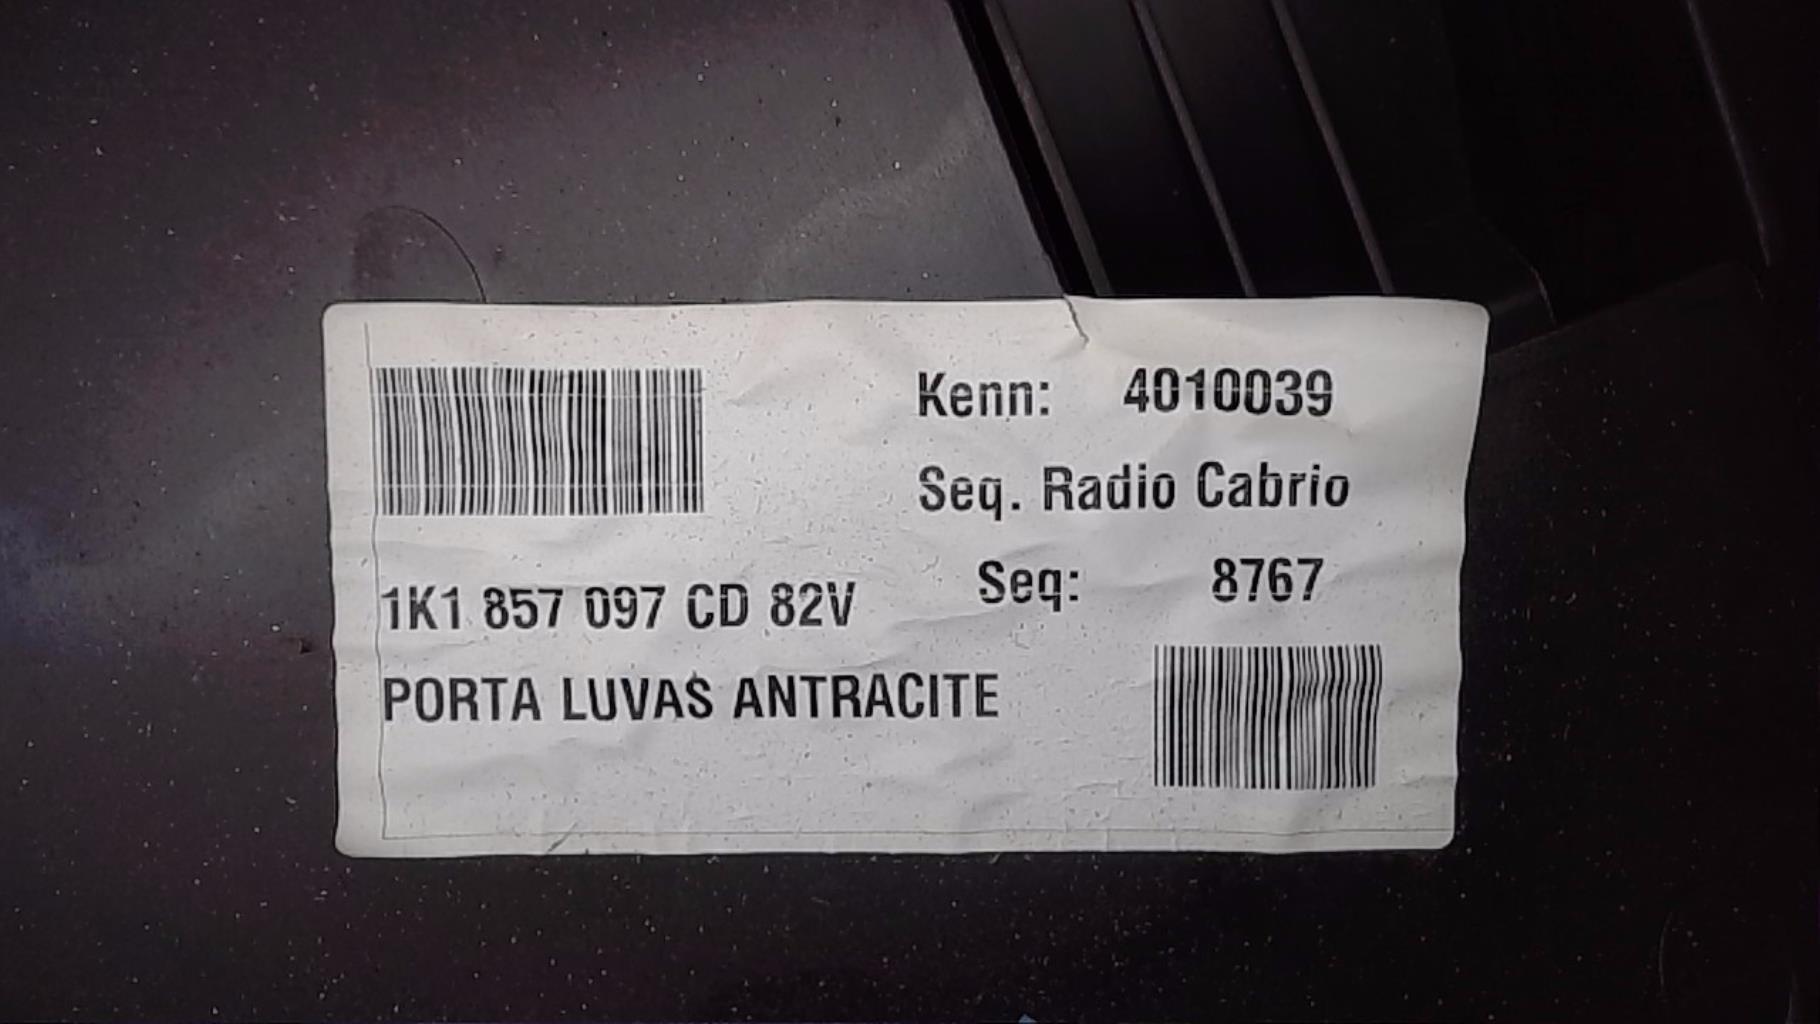 Kenn: 4010039
Seq. Radio Cabrio
Seq: 8767
1K1 857 097 CD 82V
PORTA LUVAS ANTRACITE